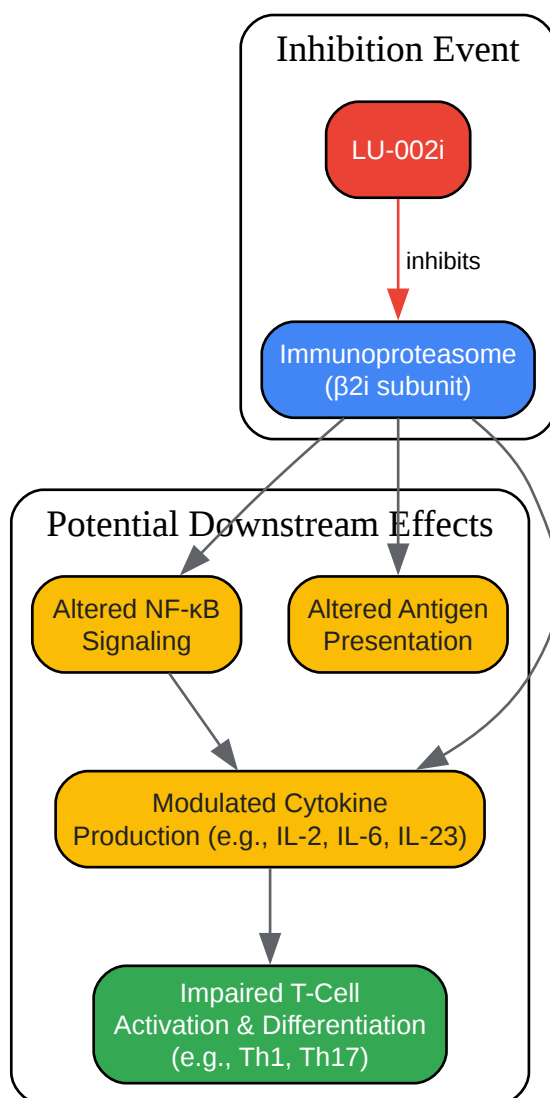 Inhibition Event
LU-002i
inhibits
Immunoproteasome
(β2i subunit)
Potential Downstream Effects
Altered NF-κB
Signaling
Altered Antigen
Presentation
Modulated Cytokine
Production (e.g., IL-2, IL-6, IL-23)
Impaired T-Cell
Activation & Differentiation
(e.g., Th1, Th17)